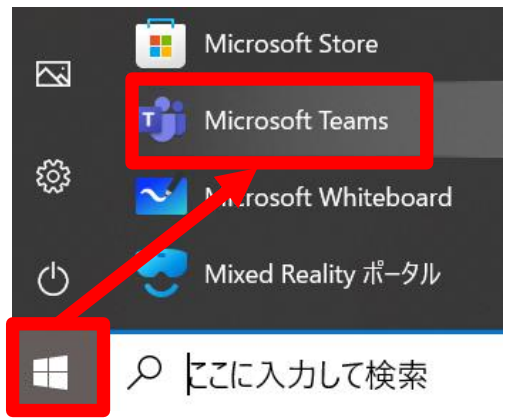 Microsoft Store
Microsoft Teams
Microsoft Whiteboard
Mixed Reality ポータル
ここに入力して検索